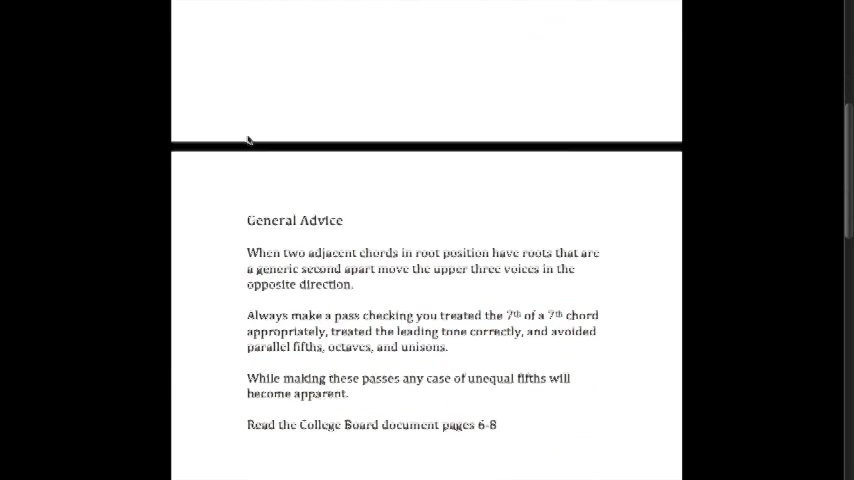 General Advice
When two adjacent chords in root position have roots that are
a generic second apart move the upper three voices in the
opposite direction.
Always make a pass checking you treated the 7th of a 7th chord
appropriately, treated the leading tone correctly, and avoided
parallel fifths, octaves, and unisons.
While making these passes any case of unequal fifths will
become apparent.
Read the College Board document pages 6-8